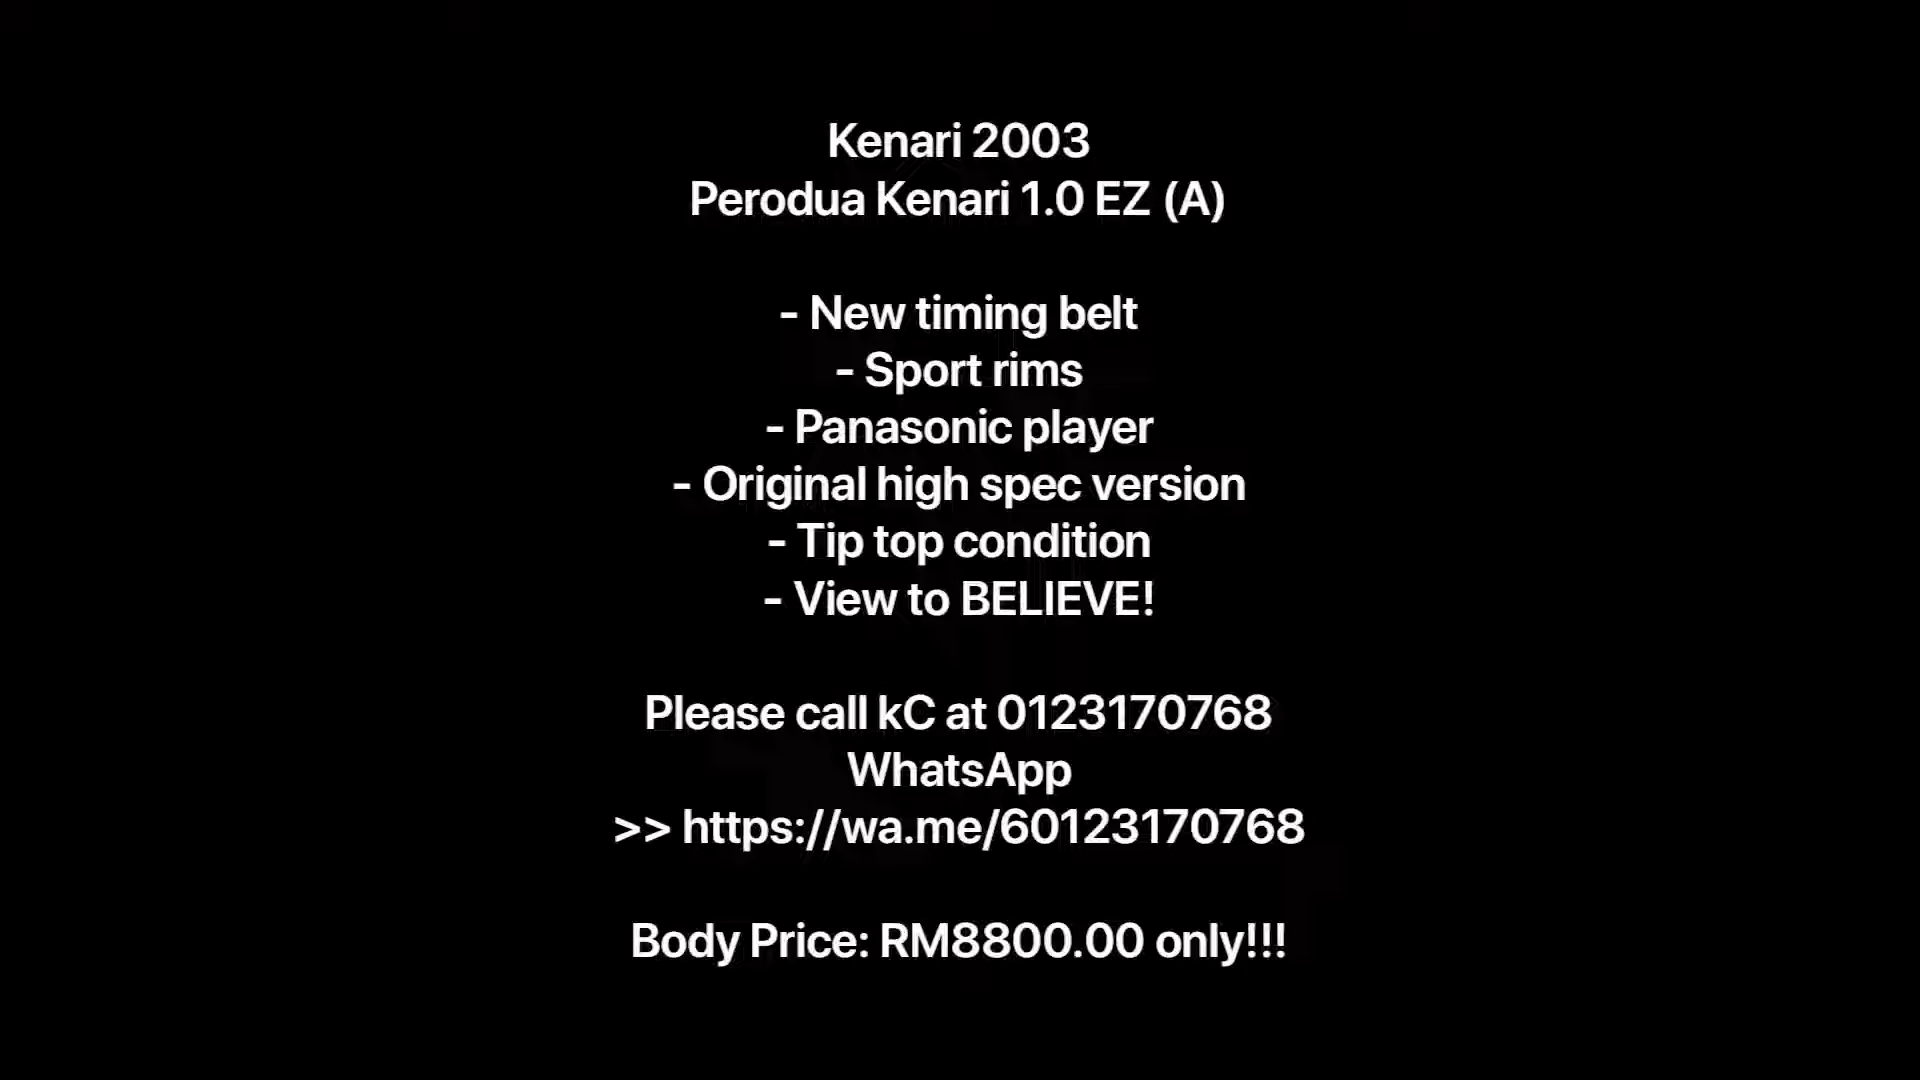 Kenari 2003
Perodua Kenari 1.0 EZ (A)
- New timing belt
- Sport rims
- Panasonic player
- Original high spec version
- Tip top condition
- View to BELIEVE!
Please call kC at 0123170768
WhatsApp
>> https://wa.me/60123170768
Body Price: RM8800.00 only!!!